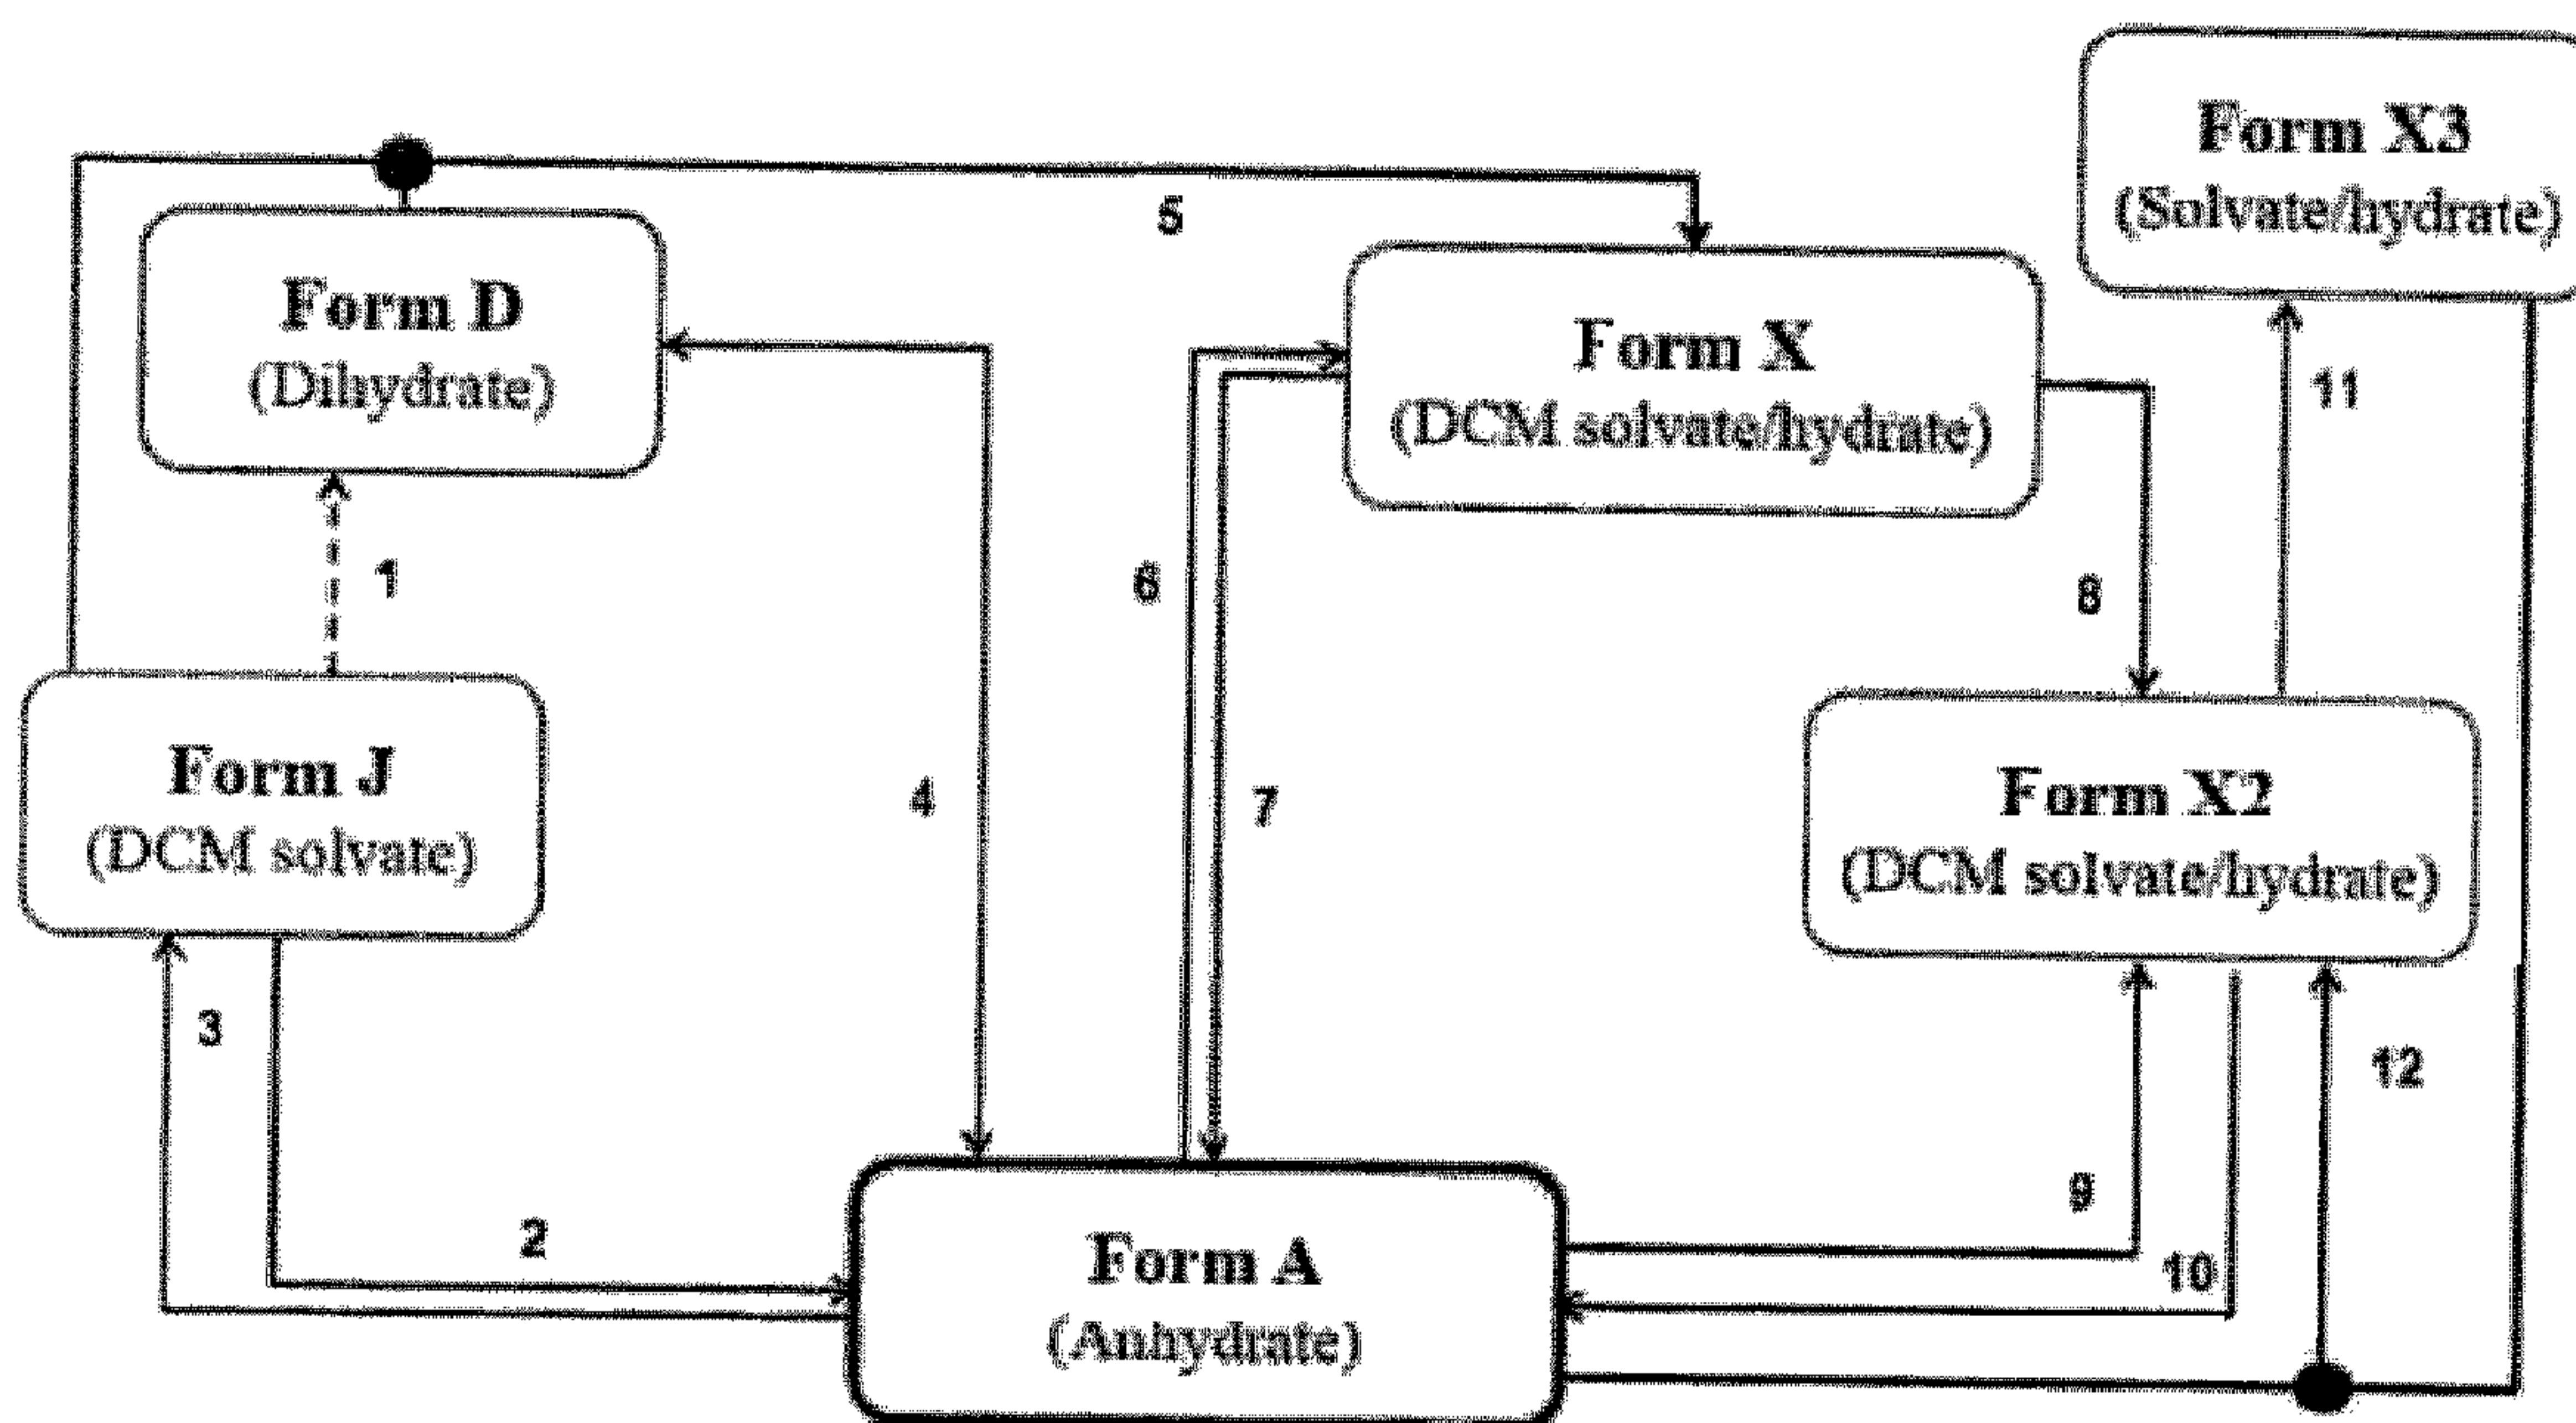 Form X3
(Solvate/hydrate)
5
Form D
(Dihydrate)
Form X
(DCM solvate/hydrate)
11
1
6
8
Form J
(DCM solvate)
4
7
Form X2
(DCM solvate/hydrate)
3
12
2
9
10
Form A
(Anhydrate)